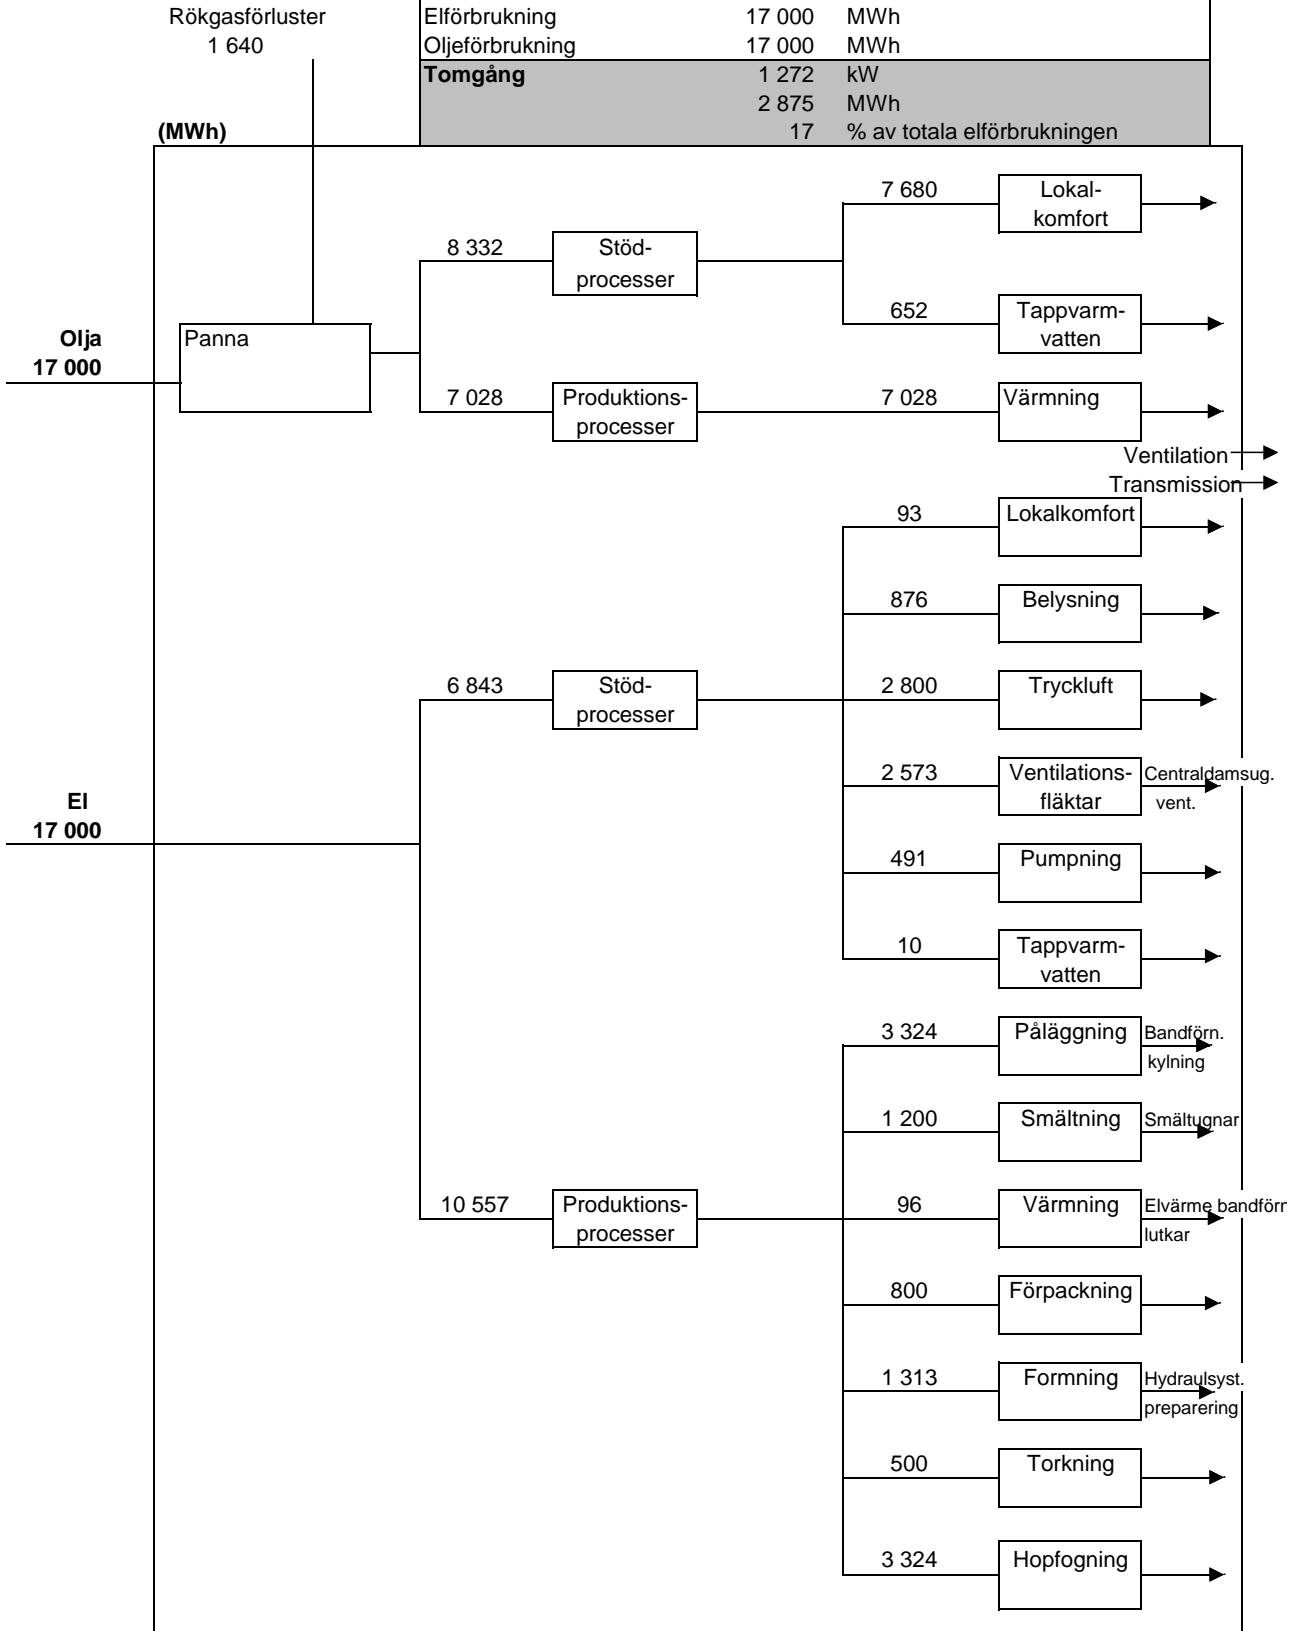 Rökgasförluster
1 640
Elförbrukning 17 000 MWh
Oljeförbrukning 17 000 MWh
Tomgång 1 272 kW
2 875 MWh
17 % av totala elförbrukningen
(MWh)
7 680 Lokal-
komfort
8 332 Stöd-
processer
652 Tappvarm-
vatten
Olja
17 000
Panna
7 028 Produktions-
processer
7 028 Värmning
Ventilation
Transmission
93 Lokalkomfort
876 Belysning
6 843 Stöd-
processer
2 800 Tryckluft
2 573 Ventilations-
fläktar
Centraldamsug.
vent.
El
17 000
491 Pumpning
10 Tappvarm-
vatten
3 324 Påläggning Bandförn.
kylning
1 200 Smältning Smältugnar
10 557 Produktions-
processer
96 Värmning Elvärme bandförr
lutkar
800 Förpackning
1 313 Formning Hydraulsyst.
preparering
500 Torkning
3 324 Hopfogning